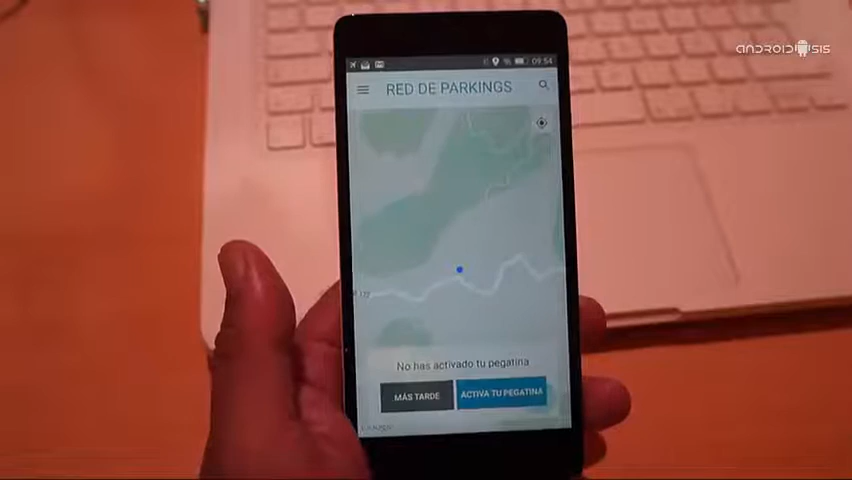 ANDROIDSIS
09:54
RED DE PARKINGS
No has activado tu pegatina
MÁS TARDE
ACTIVA TU PEGATINA